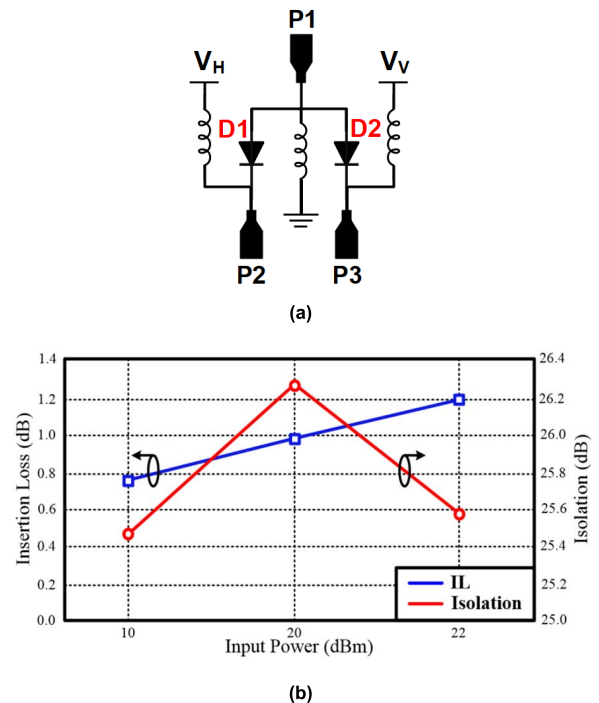 P1
V_H
V_V
D1
D2
P2
P3
(a)
1.4
1.2
1.0
0.8
0.6
0.4
0.2
0.0
Insertion Loss (dB)
26.4
26.2
26.0
25.8
25.6
25.4
25.2
25.0
Isolation (dB)
IL
Isolation
10
20
22
Input Power (dBm)
(b)